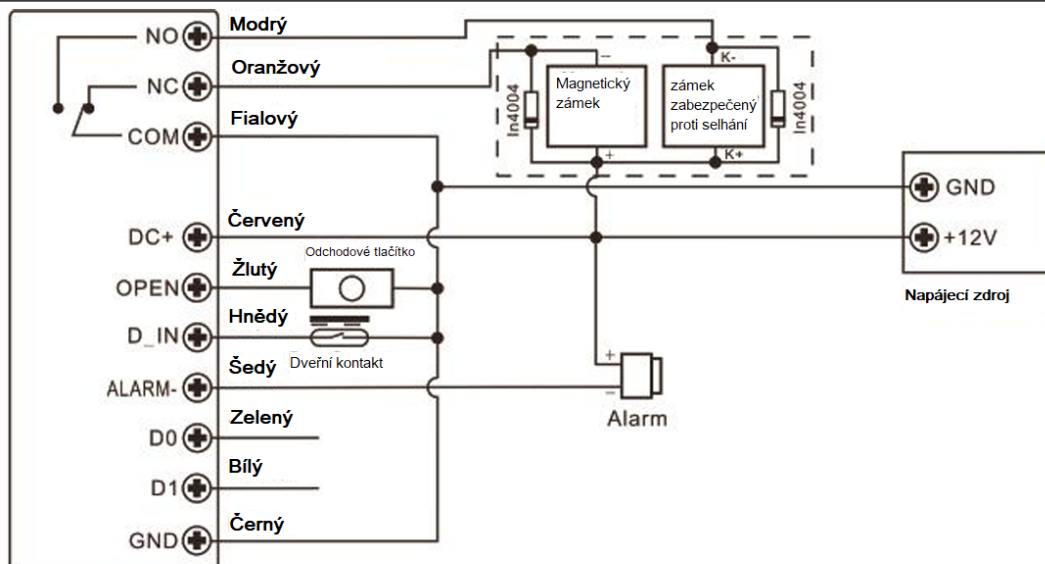 NO Modrý
NC Oranžový
COM Fialový
DC+ Červený
OPEN Žlutý
D_IN Hnědý
ALARM- Šedý
D0 Zelený
D1 Bílý
GND Černý
Odchodové tlačítko
Dveřní kontakt
In4004
−
Magnetický
zámek
+
K-
zámek
zabezpečený
proti selhání
K+
In4004
GND
+12V
Napájecí zdroj
+
−
Alarm